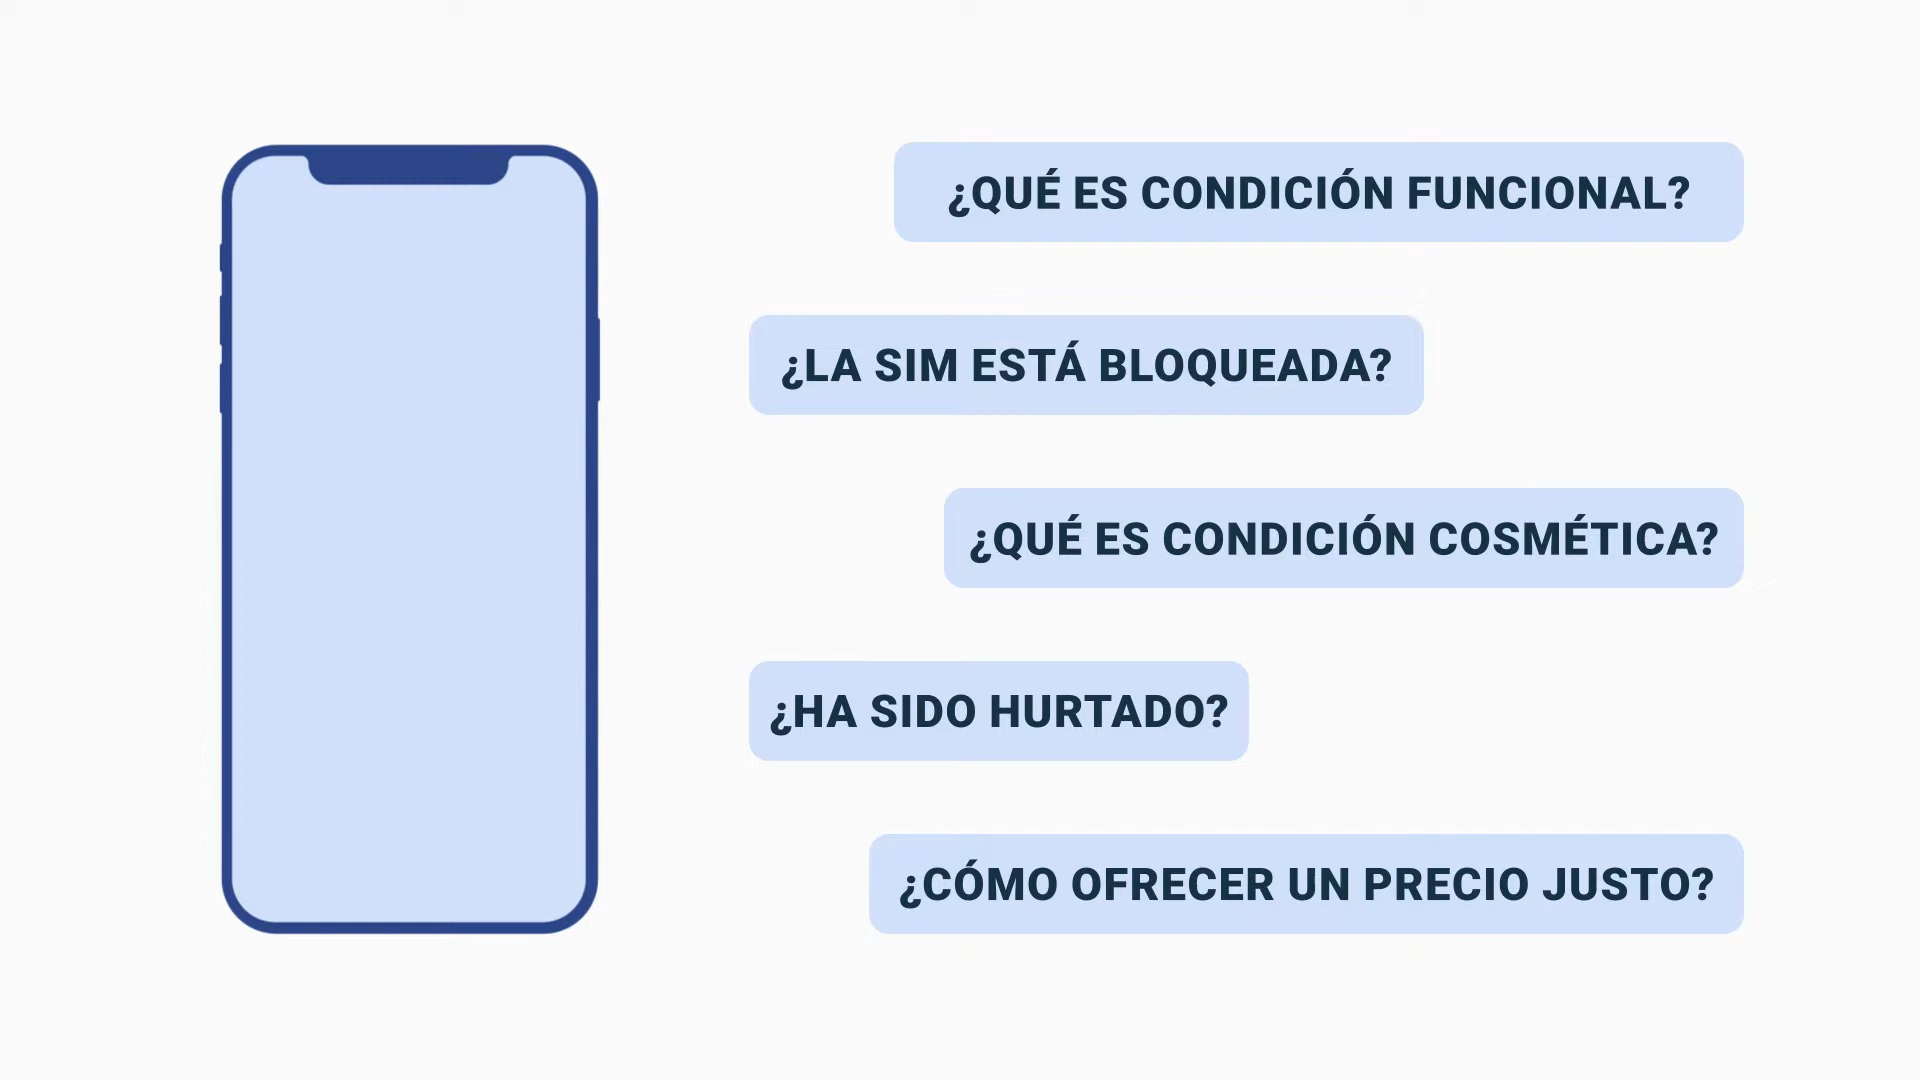 ¿QUÉ ES CONDICIÓN FUNCIONAL?
¿LA SIM ESTÁ BLOQUEADA?
¿QUÉ ES CONDICIÓN COSMÉTICA?
¿HA SIDO HURTADO?
¿CÓMO OFRECER UN PRECIO JUSTO?